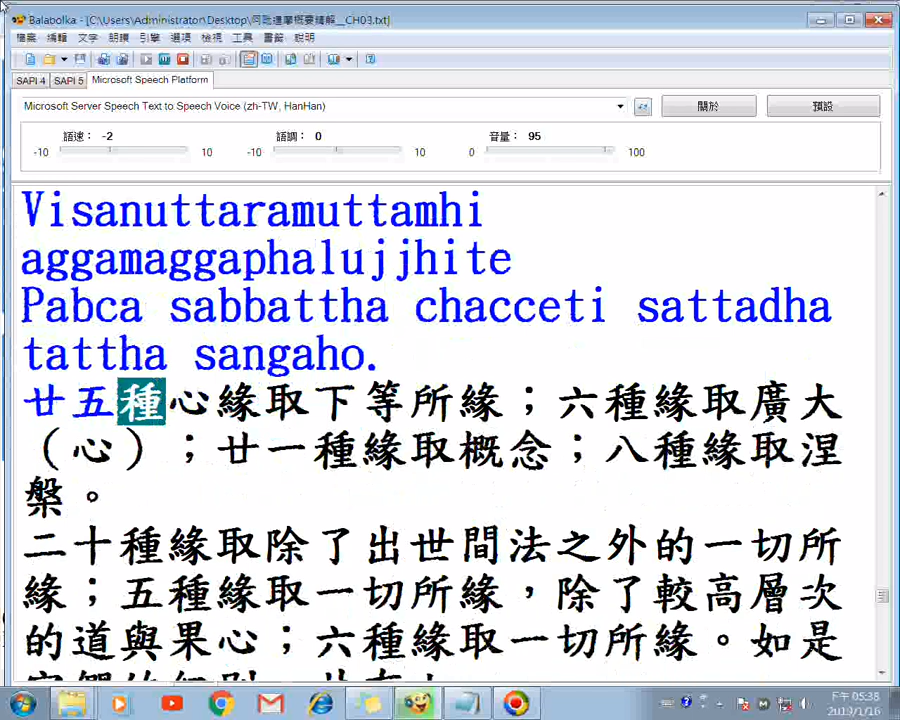 Balabolka - [C:\Users\Administrator\Desktop\阿毗達摩概要精解__CH03.txt]
檔案 編輯 文字 朗讀 引擎 選項 檢視 工具 書籤 說明
SAPI 4 SAPI 5 Microsoft Speech Platform
Microsoft Server Speech Text to Speech Voice (zh-TW, HanHan) 關於 預設
語速： -2 語調： 0 音量： 95
-10 10 -10 10 0 100
Visanuttaramuttamhi
aggamaggaphalujjhite
Pabca sabbattha chacceti sattadha
tattha sangaho.
廿五種心緣取下等所緣；六種緣取廣大
（心）；廿一種緣取概念；八種緣取涅
槃。
二十種緣取除了出世間法之外的一切所
緣；五種緣取一切所緣，除了較高層次
的道與果心；六種緣取一切所緣。如是
下午 05:38
2019/1/16